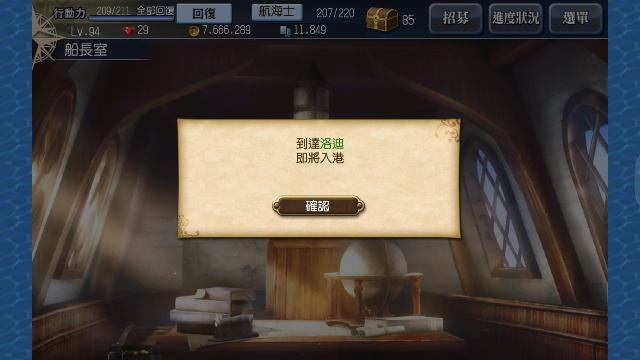 行動力 209/211 全部回復 回復 航海士 207/220 85 招募 進度狀況 選單
Lv.94 29 7.666.289 11.849
船長室
到達洛迪
即將入港
確認